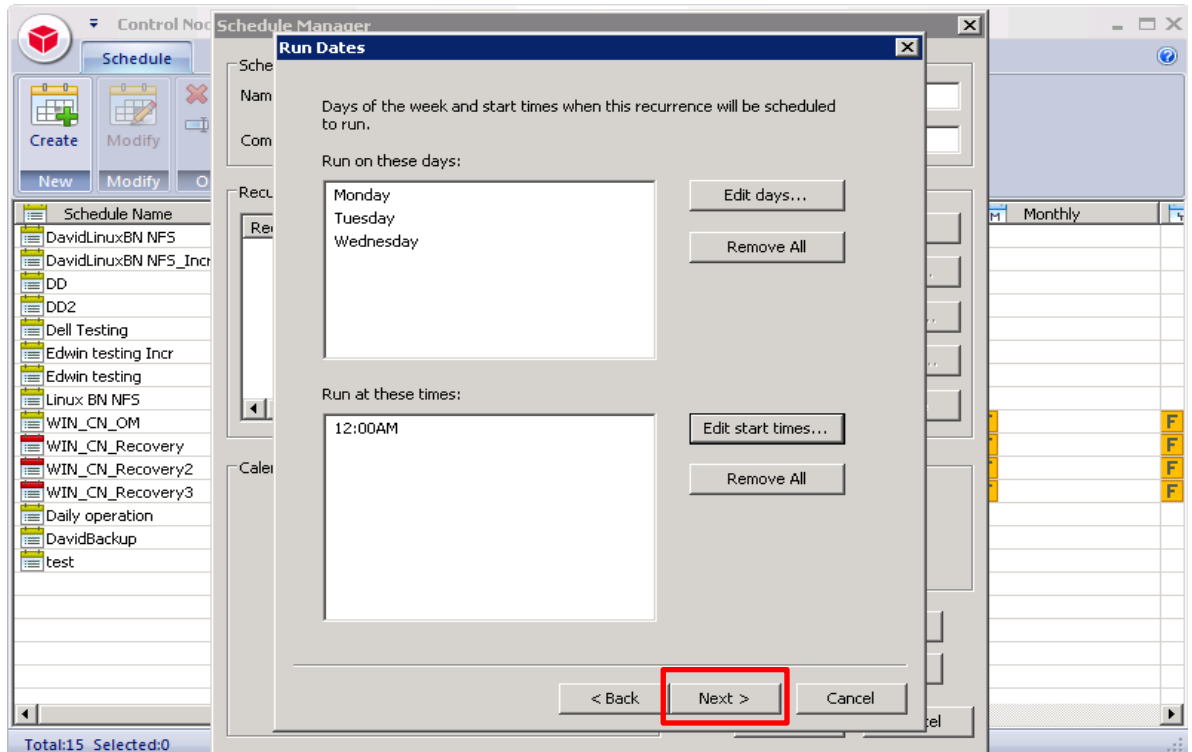 Control Noc
Schedule Manager
Run Dates
Schedule
Sche
Nam
Create
Modify
Com
New
Modify
O
Days of the week and start times when this recurrence will be scheduled
to run.
Run on these days:
Recu
Monday
Edit days...
Tuesday
Wednesday
Remove All
Schedule Name
Rec
M
Monthly
DavidLinuxBN NFS
DavidLinuxBN NFS_Incr
DD
DD2
Dell Testing
Edwin testing Incr
Edwin testing
Linux BN NFS
WIN_CN_OM
WIN_CN_Recovery
WIN_CN_Recovery2
WIN_CN_Recovery3
Daily operation
DavidBackup
test
Run at these times:
12:00AM
Edit start times...
Remove All
Caler
F
F
F
F
< Back
Next >
Cancel
cel
Total:15 Selected:0